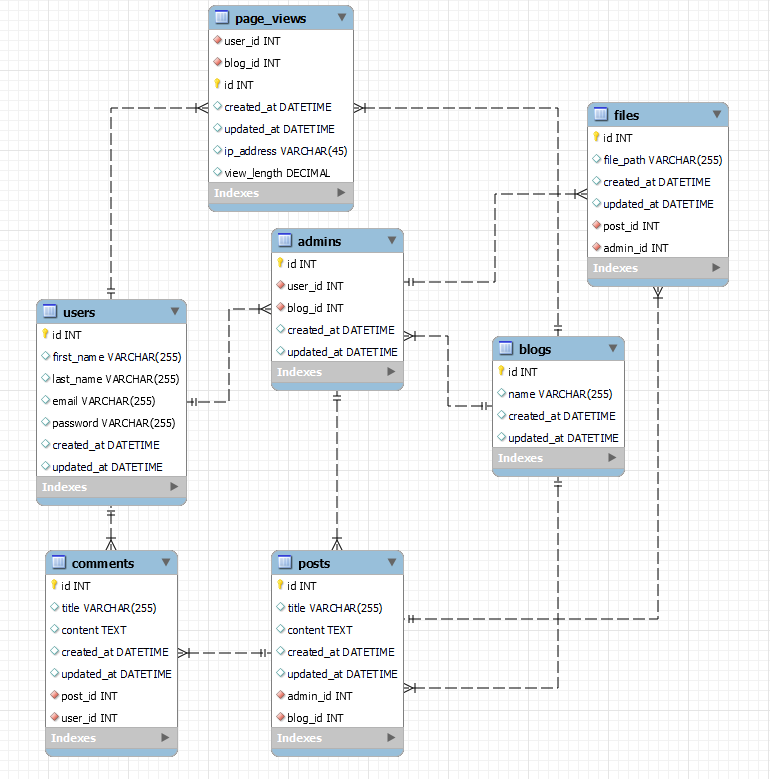 page_views
user_id INT
blog_id INT
id INT
created_at DATETIME
updated_at DATETIME
ip_address VARCHAR(45)
view_length DECIMAL
Indexes
files
id INT
file_path VARCHAR(255)
created_at DATETIME
updated_at DATETIME
post_id INT
admin_id INT
Indexes
admins
id INT
user_id INT
blog_id INT
created_at DATETIME
updated_at DATETIME
Indexes
users
id INT
first_name VARCHAR(255)
last_name VARCHAR(255)
email VARCHAR(255)
password VARCHAR(255)
created_at DATETIME
updated_at DATETIME
Indexes
blogs
id INT
name VARCHAR(255)
created_at DATETIME
updated_at DATETIME
Indexes
comments
id INT
title VARCHAR(255)
content TEXT
created_at DATETIME
updated_at DATETIME
post_id INT
user_id INT
Indexes
posts
id INT
title VARCHAR(255)
content TEXT
created_at DATETIME
updated_at DATETIME
admin_id INT
blog_id INT
Indexes